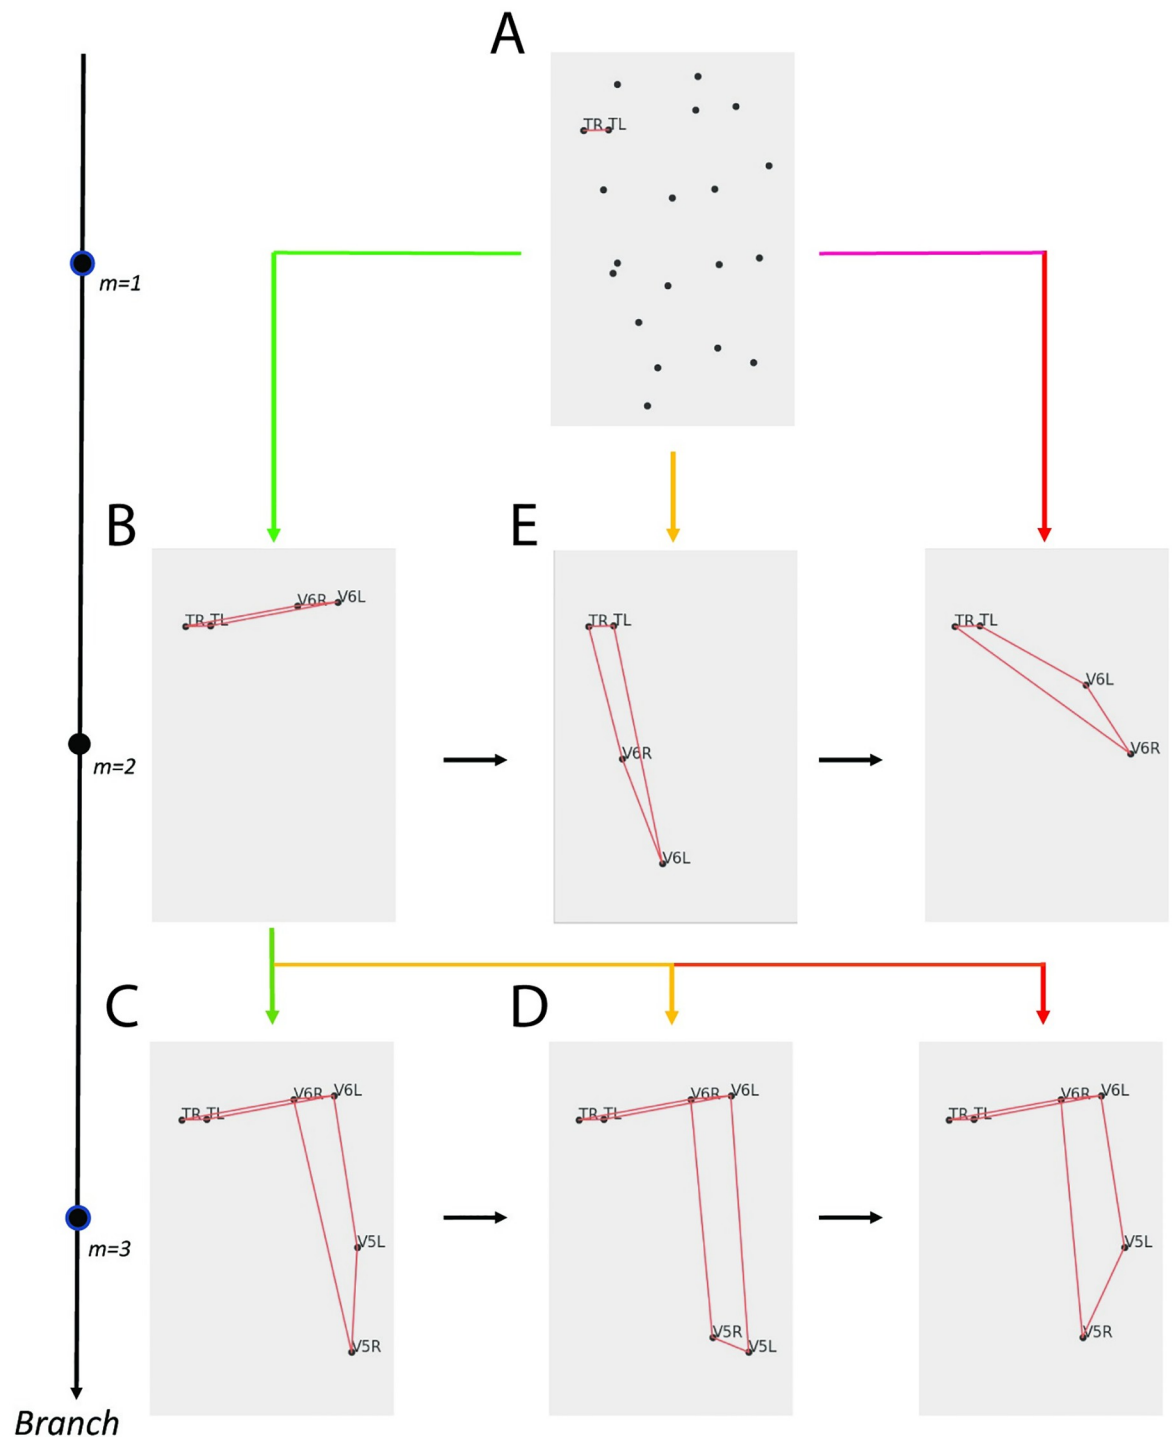 A
TR TL
m=1
B
E
TR TL V6R V6L
TR TL
V6R
V6L
TR TL
V6L
V6R
m=2
C
D
TR TL V6R V6L
V5L
V5R
TR TL V6R V6L
V5R
V5L
TR TL V6R V6L
V5L
V5R
m=3
Branch